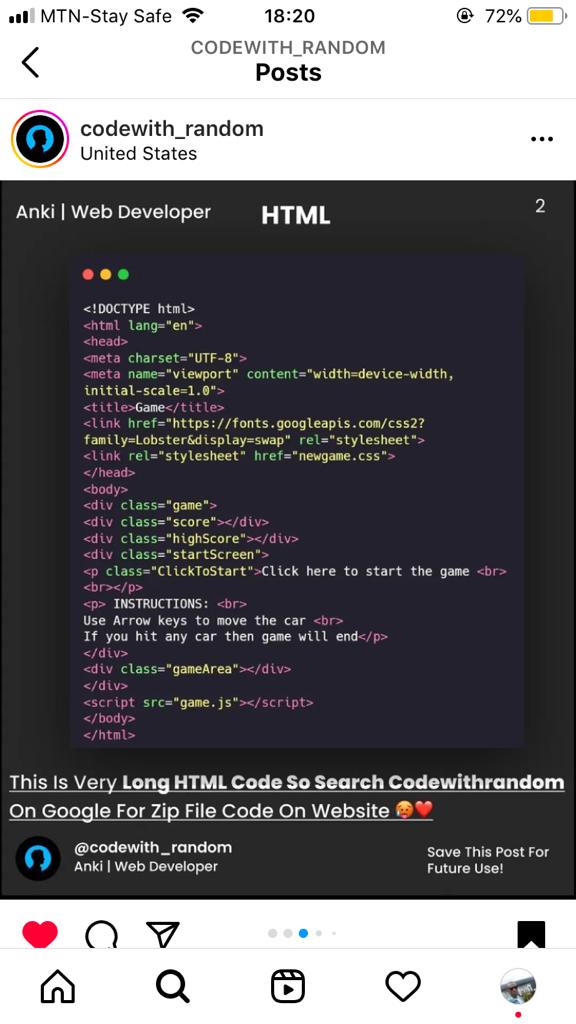 MTN-Stay Safe 18:20 72%
CODEWITH_RANDOM
Posts
codewith_random
United States
Anki | Web Developer HTML 2
<!DOCTYPE html>
<html lang="en">
<head>
<meta charset="UTF-8">
<meta name="viewport" content="width=device-width,
initial-scale=1.0">
<title>Game</title>
<link href="https://fonts.googleapis.com/css2?
family=Lobster&display=swap" rel="stylesheet">
<link rel="stylesheet" href="newgame.css">
</head>
<body>
<div class="game">
<div class="score"></div>
<div class="highScore"></div>
<div class="startScreen">
<p class="ClickToStart">Click here to start the game <br>
<br></p>
<p> INSTRUCTIONS: <br>
Use Arrow keys to move the car <br>
If you hit any car then game will end</p>
</div>
<div class="gameArea"></div>
</div>
<script src="game.js"></script>
</body>
</html>
This Is Very Long HTML Code So Search Codewithrandom
On Google For Zip File Code On Website 🥵❤️
@codewith_random
Anki | Web Developer
Save This Post For
Future Use!